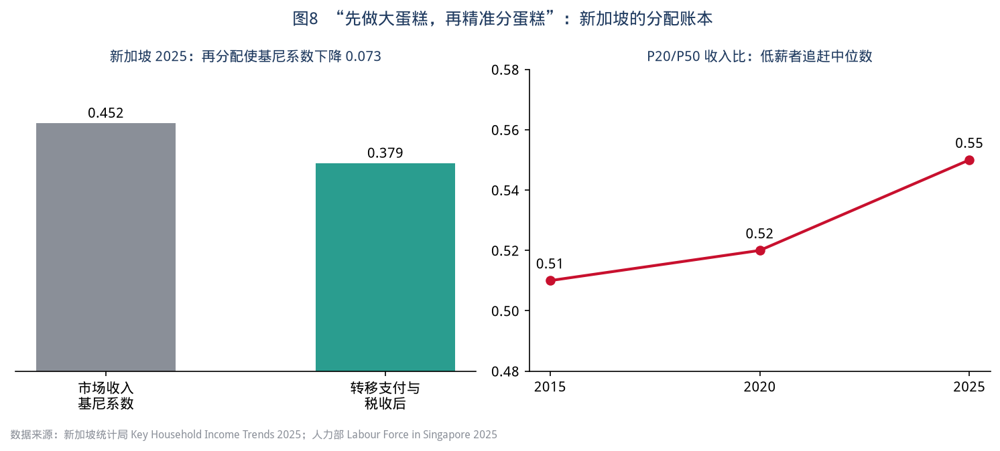 图8 “先做大蛋糕，再精准分蛋糕”：新加坡的分配账本
新加坡 2025：再分配使基尼系数下降 0.073
0.452
0.379
市场收入
基尼系数
转移支付与
税收后
P20/P50 收入比：低薪者追赶中位数
0.58
0.56
0.54
0.52
0.50
0.48
0.51
0.52
0.55
2015
2020
2025
数据来源：新加坡统计局 Key Household Income Trends 2025；人力部 Labour Force in Singapore 2025